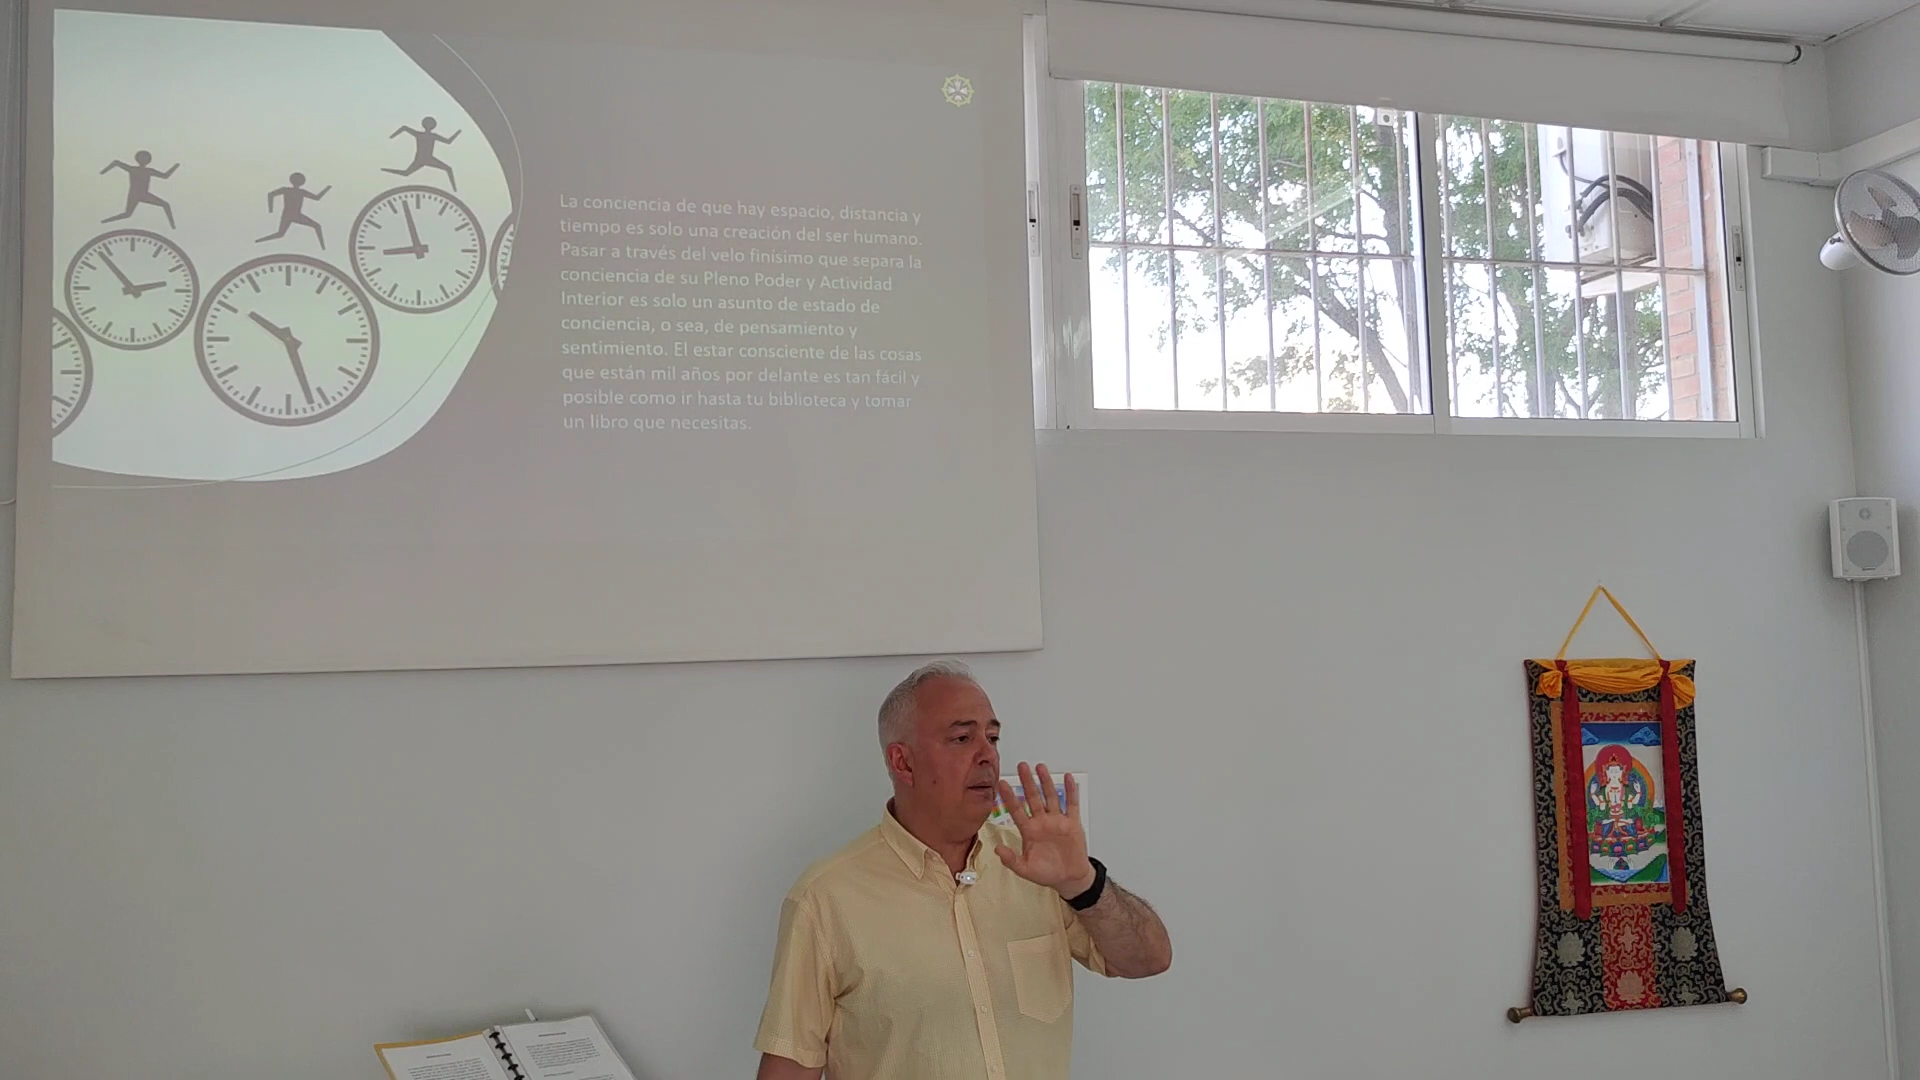 La conciencia de que hay espacio, distancia y
tiempo es solo una creación del ser humano.
Pasar a través del velo finísimo que separa la
conciencia de su Pleno Poder y Actividad
Interior es solo un asunto de estado de
conciencia, o sea, de pensamiento y
sentimiento. El estar consciente de las cosas
que están mil años por delante es tan fácil y
posible como ir hasta tu biblioteca y tomar
un libro que necesitas.